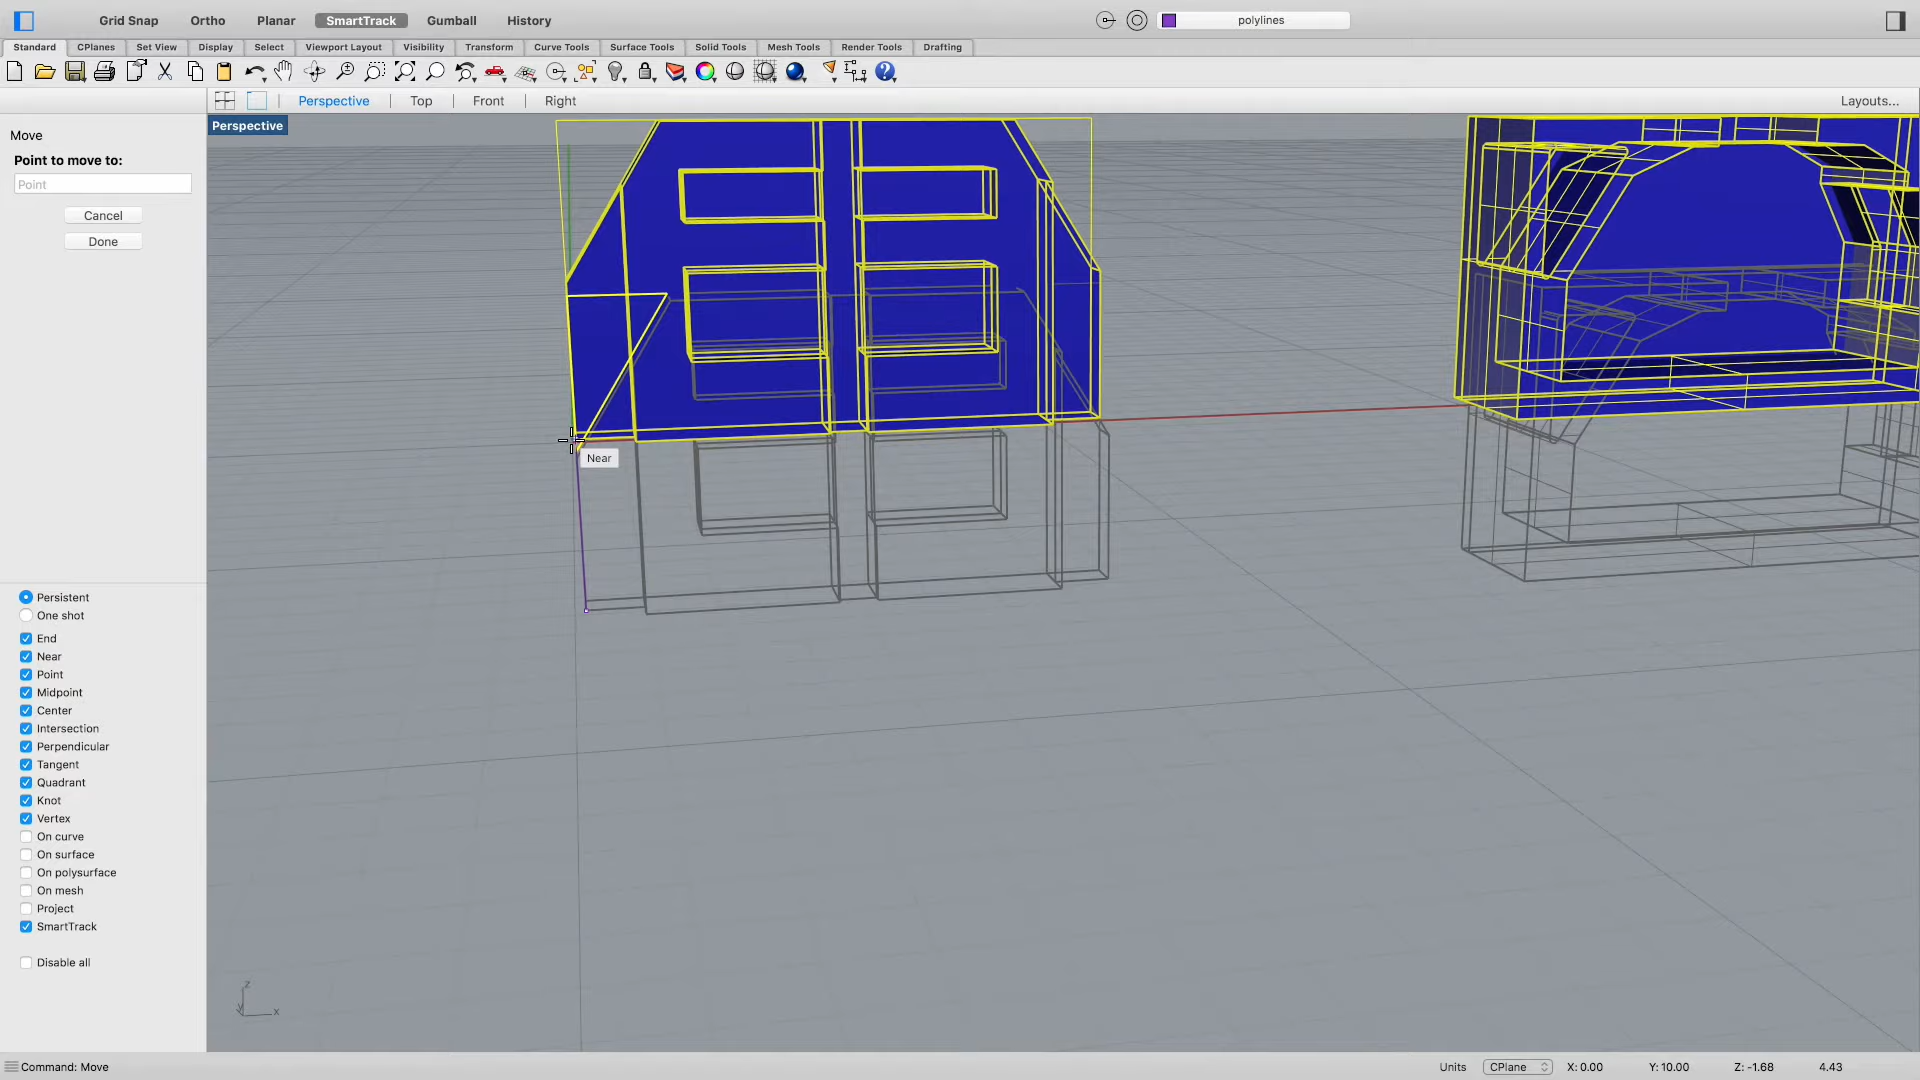 Grid Snap Ortho Planar SmartTrack Gumball History polylines
Standard CPlanes Set View Display Select Viewport Layout Visibility Transform Curve Tools Surface Tools Solid Tools Mesh Tools Render Tools Drafting
Perspective Top Front Right Layouts...
Perspective
Move
Point to move to:
Point
Cancel
Done
Near
Persistent
One shot
End
Near
Point
Midpoint
Center
Intersection
Perpendicular
Tangent
Quadrant
Knot
Vertex
On curve
On surface
On polysurface
On mesh
Project
SmartTrack
Disable all
z
y
x
Command: Move Units CPlane X: 0.00 Y: 10.00 Z: -1.68 4.43